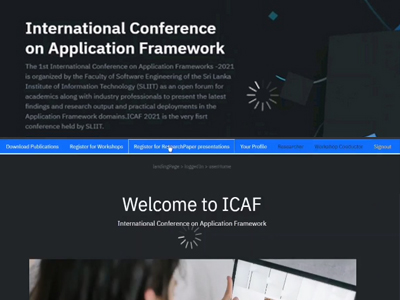 International Conference
on Application Framework
The 1st International Conference on Application Frameworks -2021
is organized by the Faculty of Software Engineering of the Sri Lanka
Institute of Information Technology (SLIIT) as an open forum for
academics along with industry professionals to present the latest
findings and research output and practical deployments in the
Application Framework domains.ICAF 2021 is the very fisrt
conference held by SLIIT.
Download Publications Register for Workshops Register for ResearchPaper presentations Your Profile Researcher Signout
Welcome to ICAF
International Conference on Application Framework